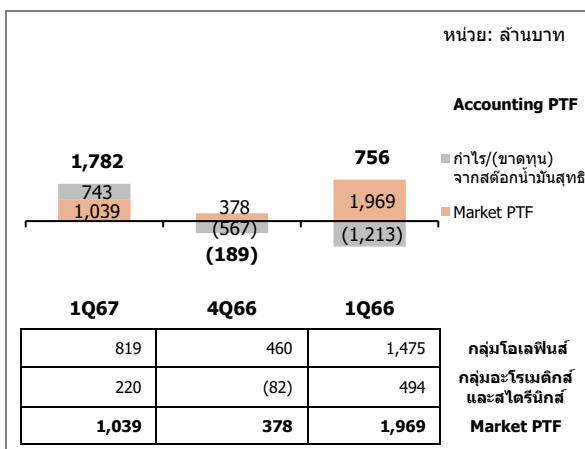 หน่วย: ล้านบาท
Accounting PTF
1,782
756
743
1,039
378
(567)
(189)
1,969
(1,213)
กำไร/(ขาดทุน)
จากสต๊อกน้ำมันสุทธิ
Market PTF
1Q67 4Q66 1Q66
819 460 1,475 กลุ่มโอเลฟินส์
220 (82) 494 กลุ่มอะโรเมติกส์
และสไตรีนิกส์
1,039 378 1,969 Market PTF